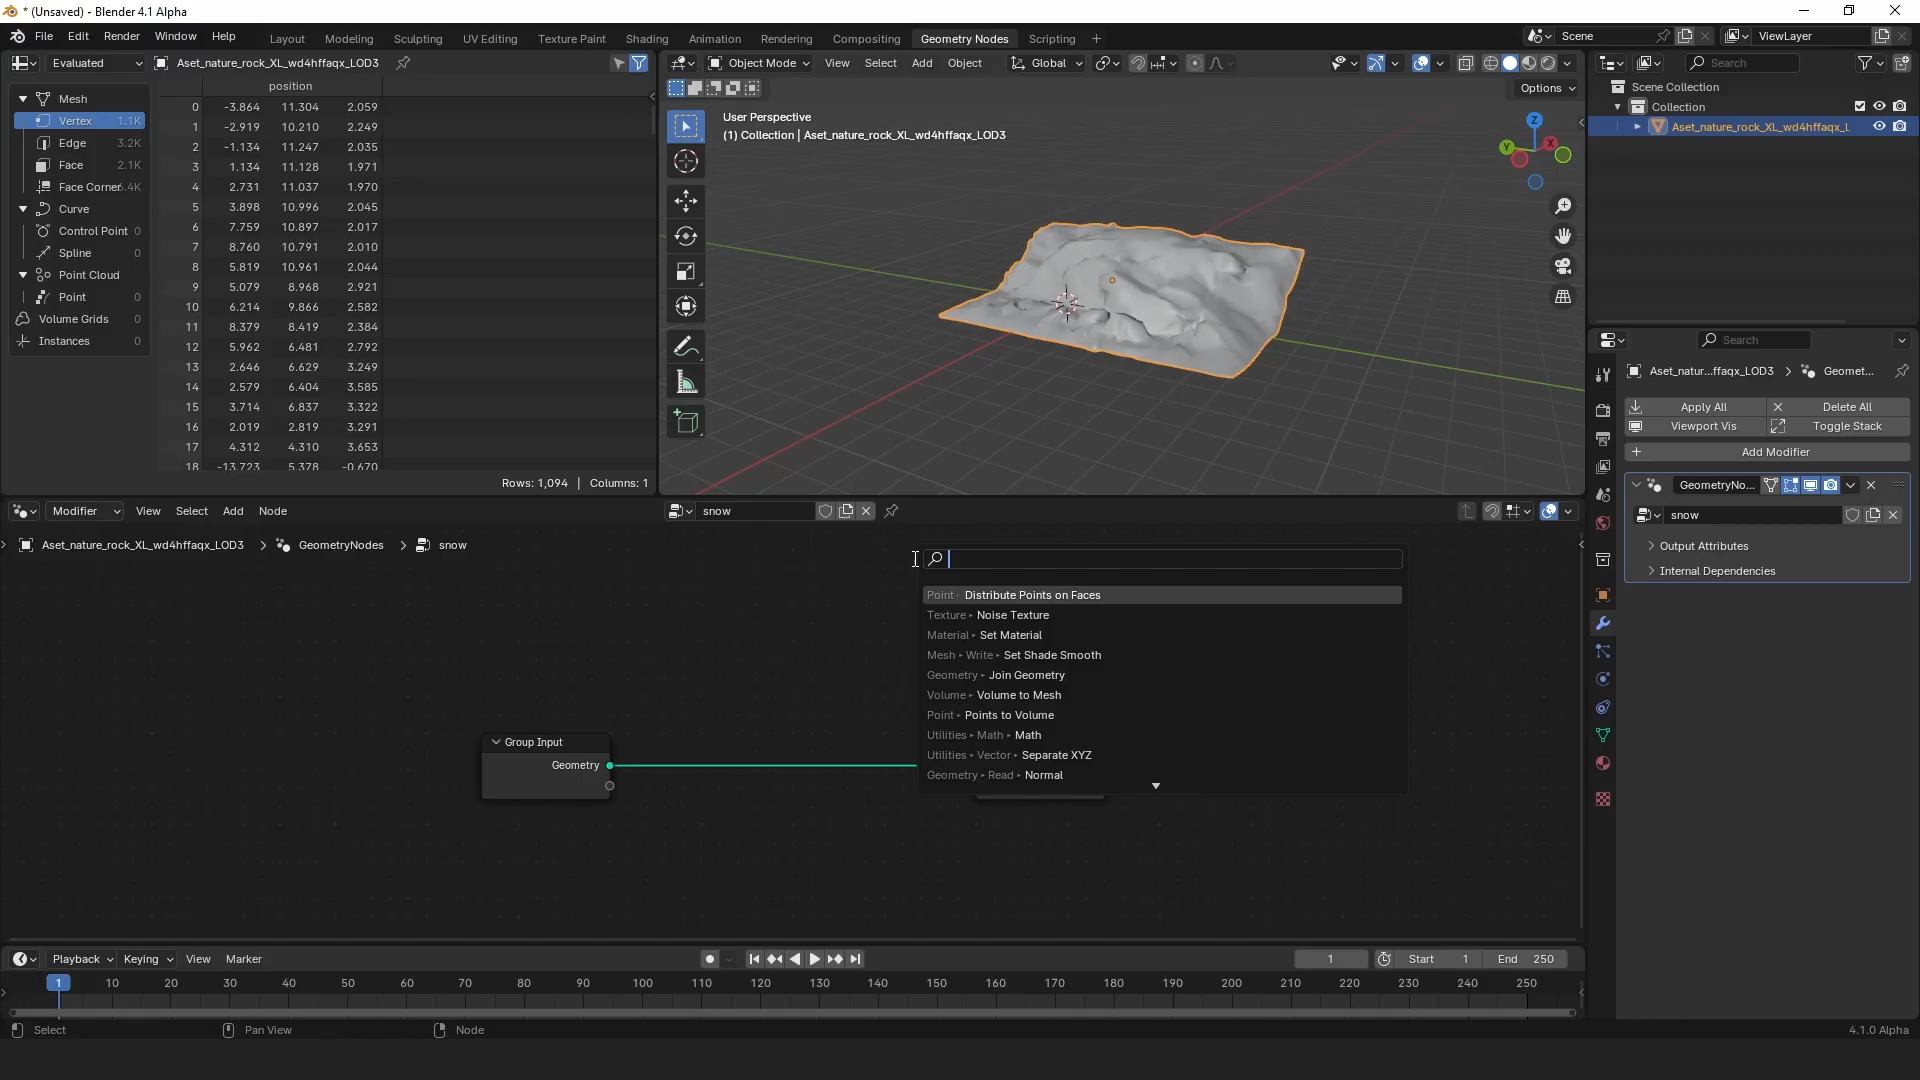 * (Unsaved) - Blender 4.1 Alpha
File Edit Render Window Help
Layout Modeling Sculpting UV Editing Texture Paint Shading Animation Rendering Compositing Geometry Nodes Scripting +
Scene
ViewLayer
Evaluated
Aset_nature_rock_XL_wd4hffaqx_LOD3
position
Mesh
Vertex 1.1K
Edge 3.2K
Face 2.1K
Face Corner
Curve
Control Point 0
Spline 0
Point Cloud
Point 0
Volume Grids 0
Instances 0
0 -3.864 11.304 2.059
1 -2.919 10.210 2.249
2 -1.134 11.247 2.035
3 1.134 11.128 1.971
4 2.731 11.037 1.970
5 3.898 10.996 2.045
6 7.759 10.897 2.017
7 8.760 10.791 2.010
8 5.819 10.961 2.044
9 5.079 8.968 2.921
10 6.214 9.866 2.582
11 8.379 8.419 2.384
12 5.962 6.481 2.792
13 2.646 6.629 3.249
14 2.579 6.404 3.585
15 3.714 6.837 3.322
16 2.019 2.819 3.291
17 4.312 4.310 3.653
18 -13.723 5.378 -0.670
Rows: 1,094 | Columns: 1
Object Mode View Select Add Object Global
Options
User Perspective
(1) Collection | Aset_nature_rock_XL_wd4hffaqx_LOD3
Z
Y
X
Search
Scene Collection
Collection
Aset_nature_rock_XL_wd4hffaqx_L
Search
Aset_natur...ffaqx_LOD3 > Geomet...
Apply All Delete All
Viewport Vis Toggle Stack
+ Add Modifier
GeometryNo...
snow
> Output Attributes
> Internal Dependencies
Modifier View Select Add Node
snow
Aset_nature_rock_XL_wd4hffaqx_LOD3 > GeometryNodes > snow
Point Distribute Points on Faces
Texture Noise Texture
Material Set Material
Mesh Write Set Shade Smooth
Geometry Join Geometry
Volume Volume to Mesh
Point Points to Volume
Utilities Math Math
Utilities Vector Separate XYZ
Geometry Read Normal
Group Input
Geometry
Playback Keying View Marker
1
Start 1
End 250
1 10 20 30 40 50 60 70 80 90 100 110 120 130 140 150 160 170 180 190 200 210 220 230 240 250
Select
Pan View
Node
4.1.0 Alpha